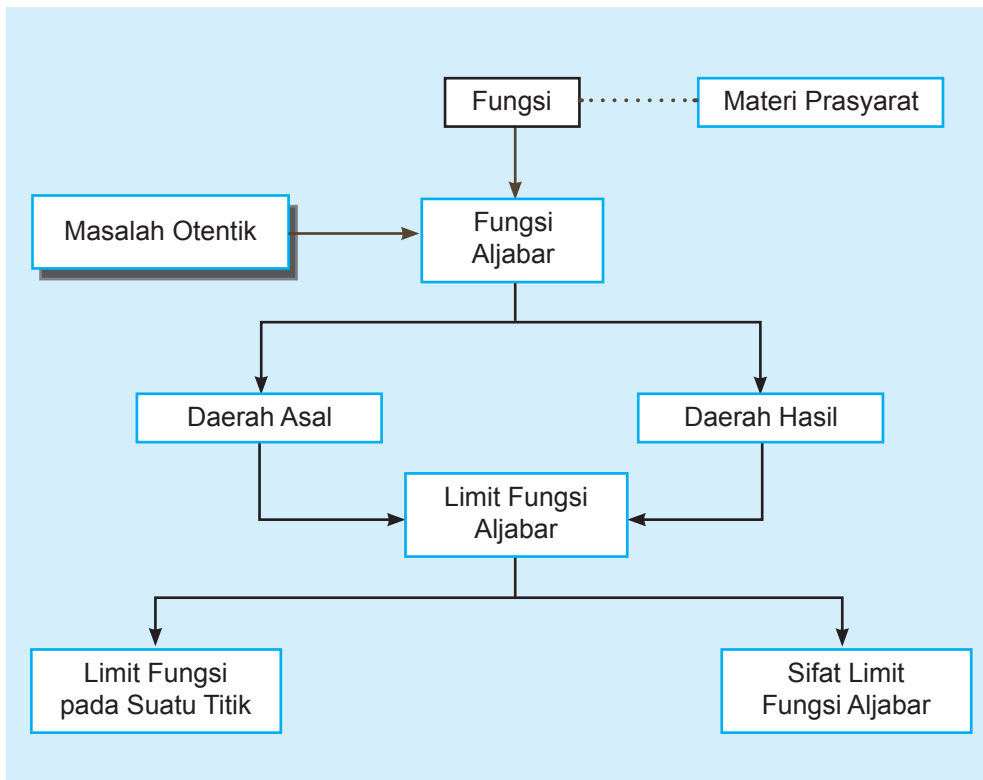 Fungsi
Materi Prasyarat
Masalah Otentik
Fungsi
Aljabar
Daerah Asal
Daerah Hasil
Limit Fungsi
Aljabar
Limit Fungsi
pada Suatu Titik
Sifat Limit
Fungsi Aljabar